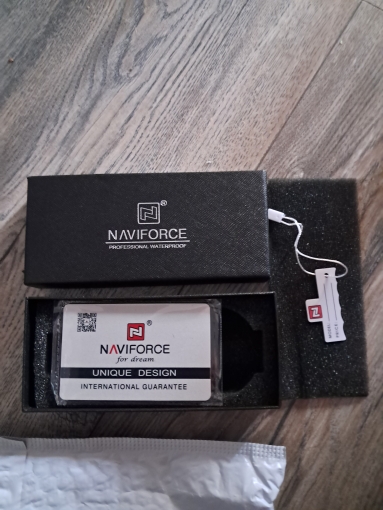 N®
NAVIFORCE
PROFESSIONAL WATERPROOF
N®
NAVIFORCE
for dream
UNIQUE DESIGN
INTERNATIONAL GUARANTEE